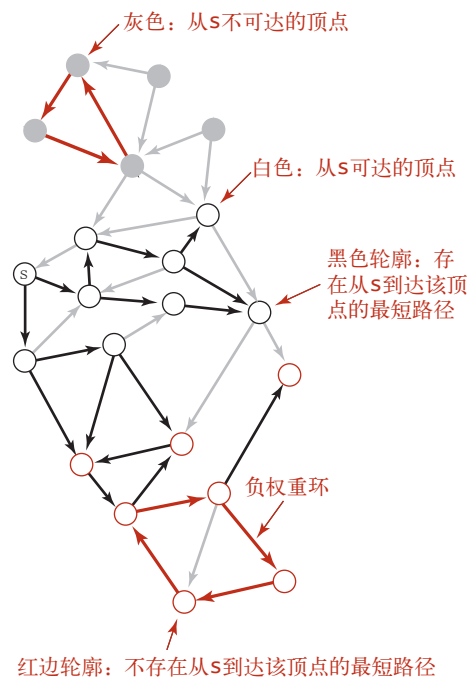 灰色：从s不可达的顶点
白色：从s可达的顶点
黑色轮廓：存
在从s到达该顶
点的最短路径
s
负权重环
红边轮廓：不存在从s到达该顶点的最短路径